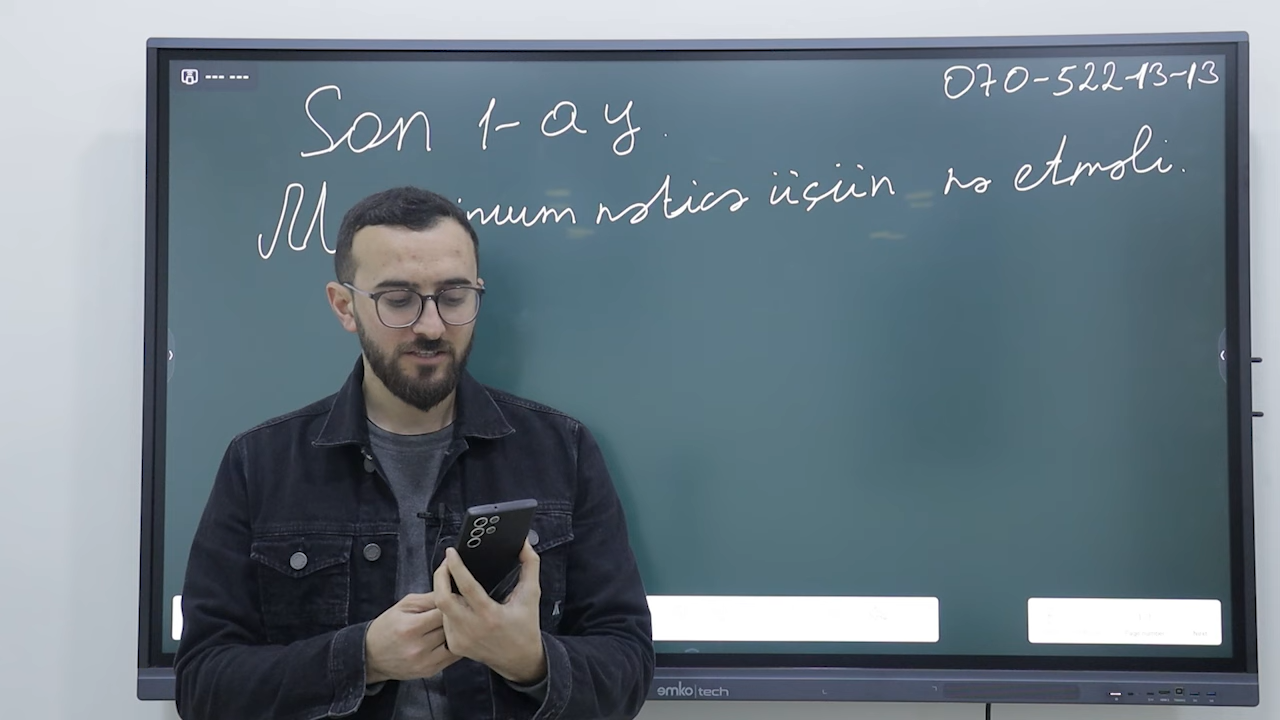 070-522-13-13
Son 1-ay.
nəticə üçün nə etməli.
emko|tech